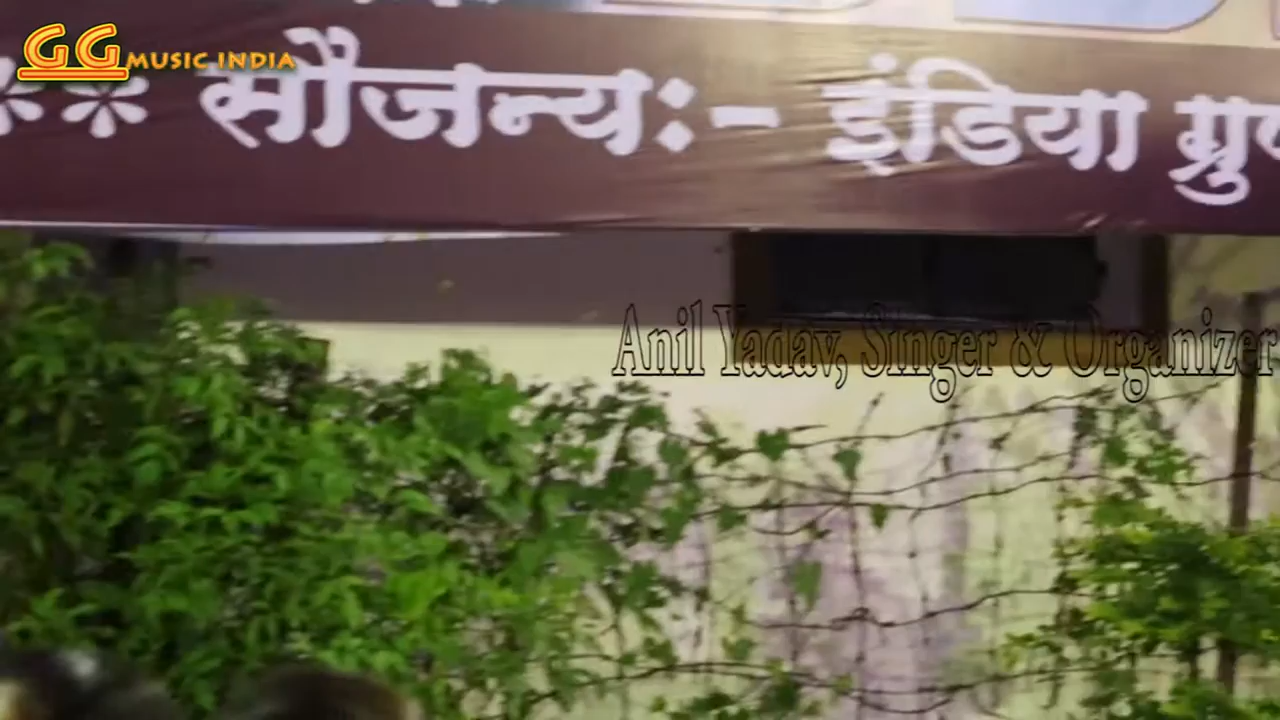 GG MUSIC INDIA
** सौजन्य:- इंडिया ग्रुप
Anil Yadav, Singer & Organizer